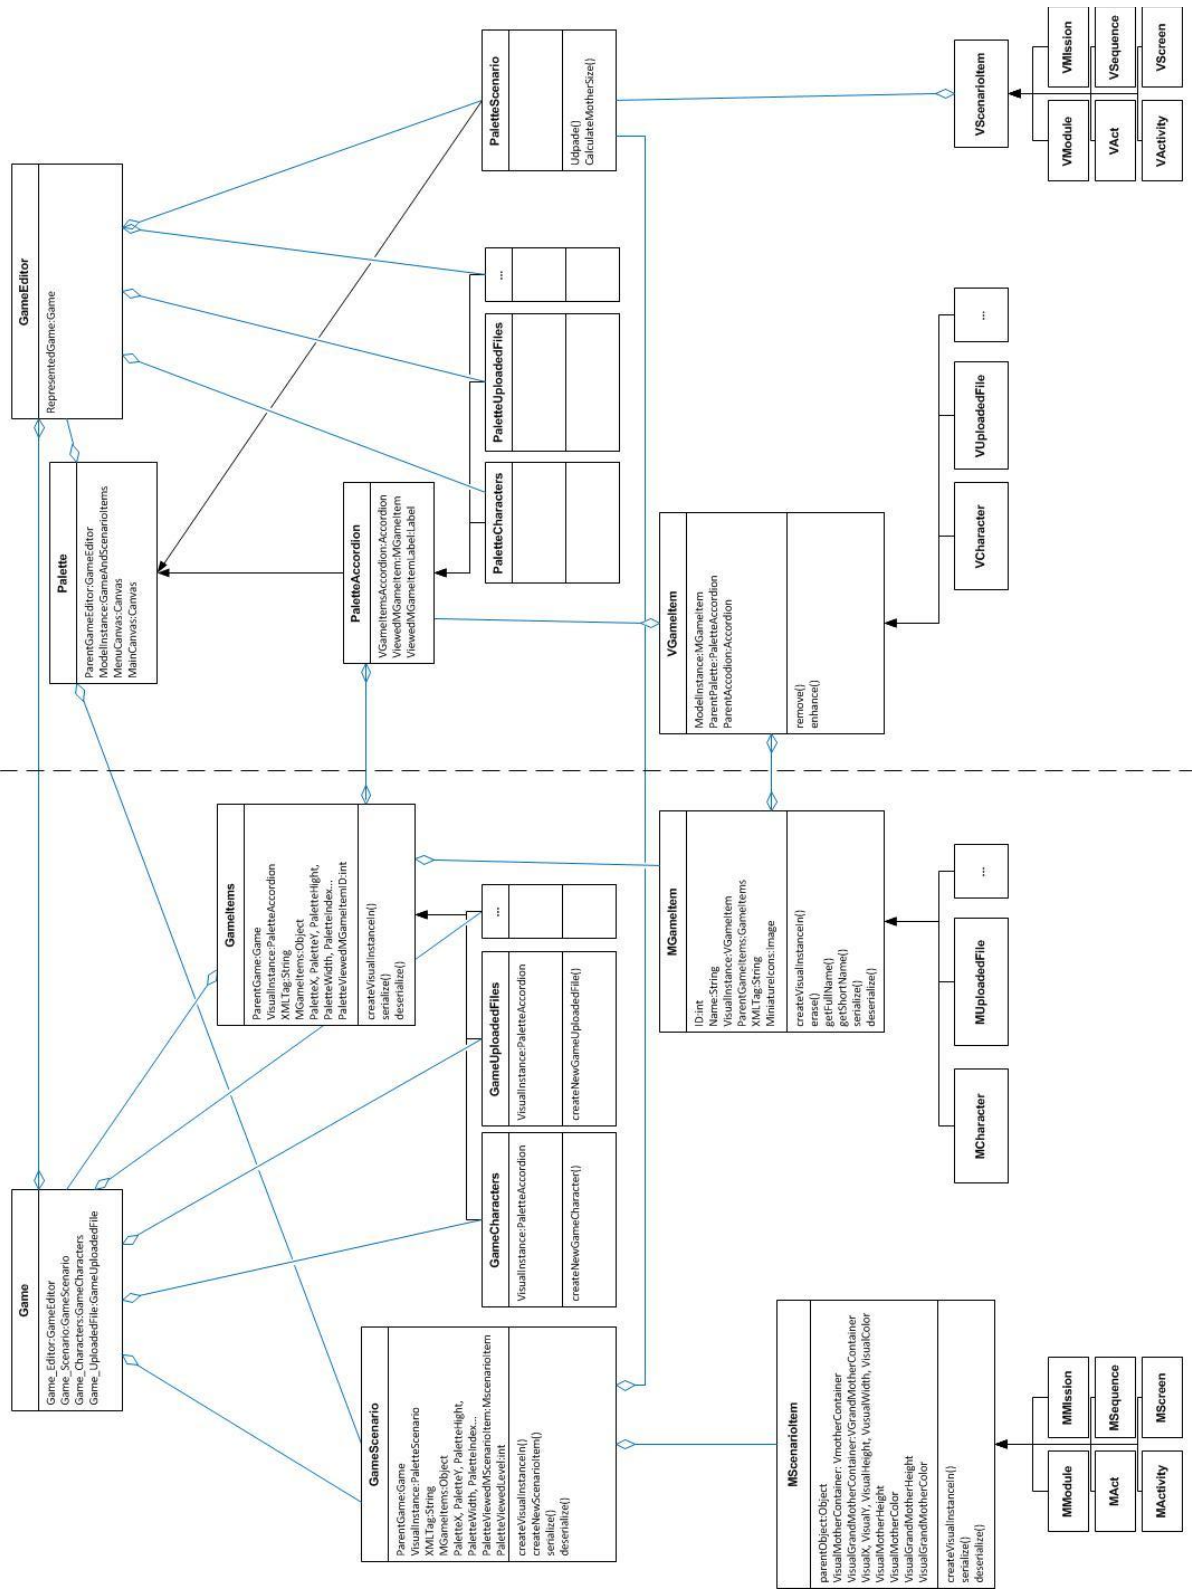 Game
Game_Editor:GameEditor
Game_Scenario:GameScenario
Game_Characters:GameCharacters
Game_UploadedFile:GameUploadedFile
GameEditor
RepresentedGame:Game
Palette
ParentGameEditor:GameEditor
ModelInstance:GameAndScenarioItems
MenuCanvas:Canvas
MainCanvas:Canvas
GameItems
ParentGame:Game
VisualInstance:PaletteAccordion
XMLTag:String
MGameItems:Object
PaletteX, PaletteY, PaletteHight,
PaletteWidth, PaletteIndex...
PaletteViewedMGameItemID:int
createVisualInstanceIn()
serialize()
deserialize()
GameScenario
ParentGame:Game
VisualInstance:PaletteScenario
XMLTag:String
MGameItems:Object
PaletteX, PaletteY, PaletteHight,
PaletteWidth, PaletteIndex...
PaletteViewedMScenarioItem:MscenarioItem
PaletteViewedLevel:int
createVisualInstanceIn()
createNewScenarioItem()
serialize()
deserialize()
GameCharacters
VisualInstance:PaletteAccordion
createNewGameCharacter()
GameUploadedFiles
VisualInstance:PaletteAccordion
createNewGameUploadedFile()
...
PaletteAccordion
VGameItemsAccordion:Accordion
ViewedMGameItem:MGameItem
ViewedMGameItemLabel:Label
PaletteCharacters
PaletteUploadedFiles
...
PaletteScenario
Udpade()
CalculateMotherSize()
MScenarioItem
parentObject:Object
VisualMotherContainer: VmotherContainer
VisualGrandMotherContainer:VGrandMotherContainer
VisualX, VisualY, VisualHeight, VusualWidth, VisualColor
VisualMotherHeight
VisualMotherColor
VisualGrandMotherHeight
VisualGrandMotherColor
createVisualInstanceIn()
serialize()
deserialize()
MGameItem
ID:int
Name:String
VisualInstance:VGameItem
ParentGameItems:GameItems
XMLTag:String
MiniatureIcons:Image
createVisualInstanceIn()
erase()
getFullName()
getShortName()
serialize()
deserialize()
VGameItem
ModelInstance:MGameItem
ParentPalette:PaletteAccordion
ParentAccodion:Accordion
remove()
enhance()
VScenarioItem
MCharacter
MUploadedFile
...
VCharacter
VUploadedFile
...
MModule
MMIssion
MAct
MSequence
MActivity
MScreen
VModule
VMIssion
VAct
VSequence
VActivity
VScreen